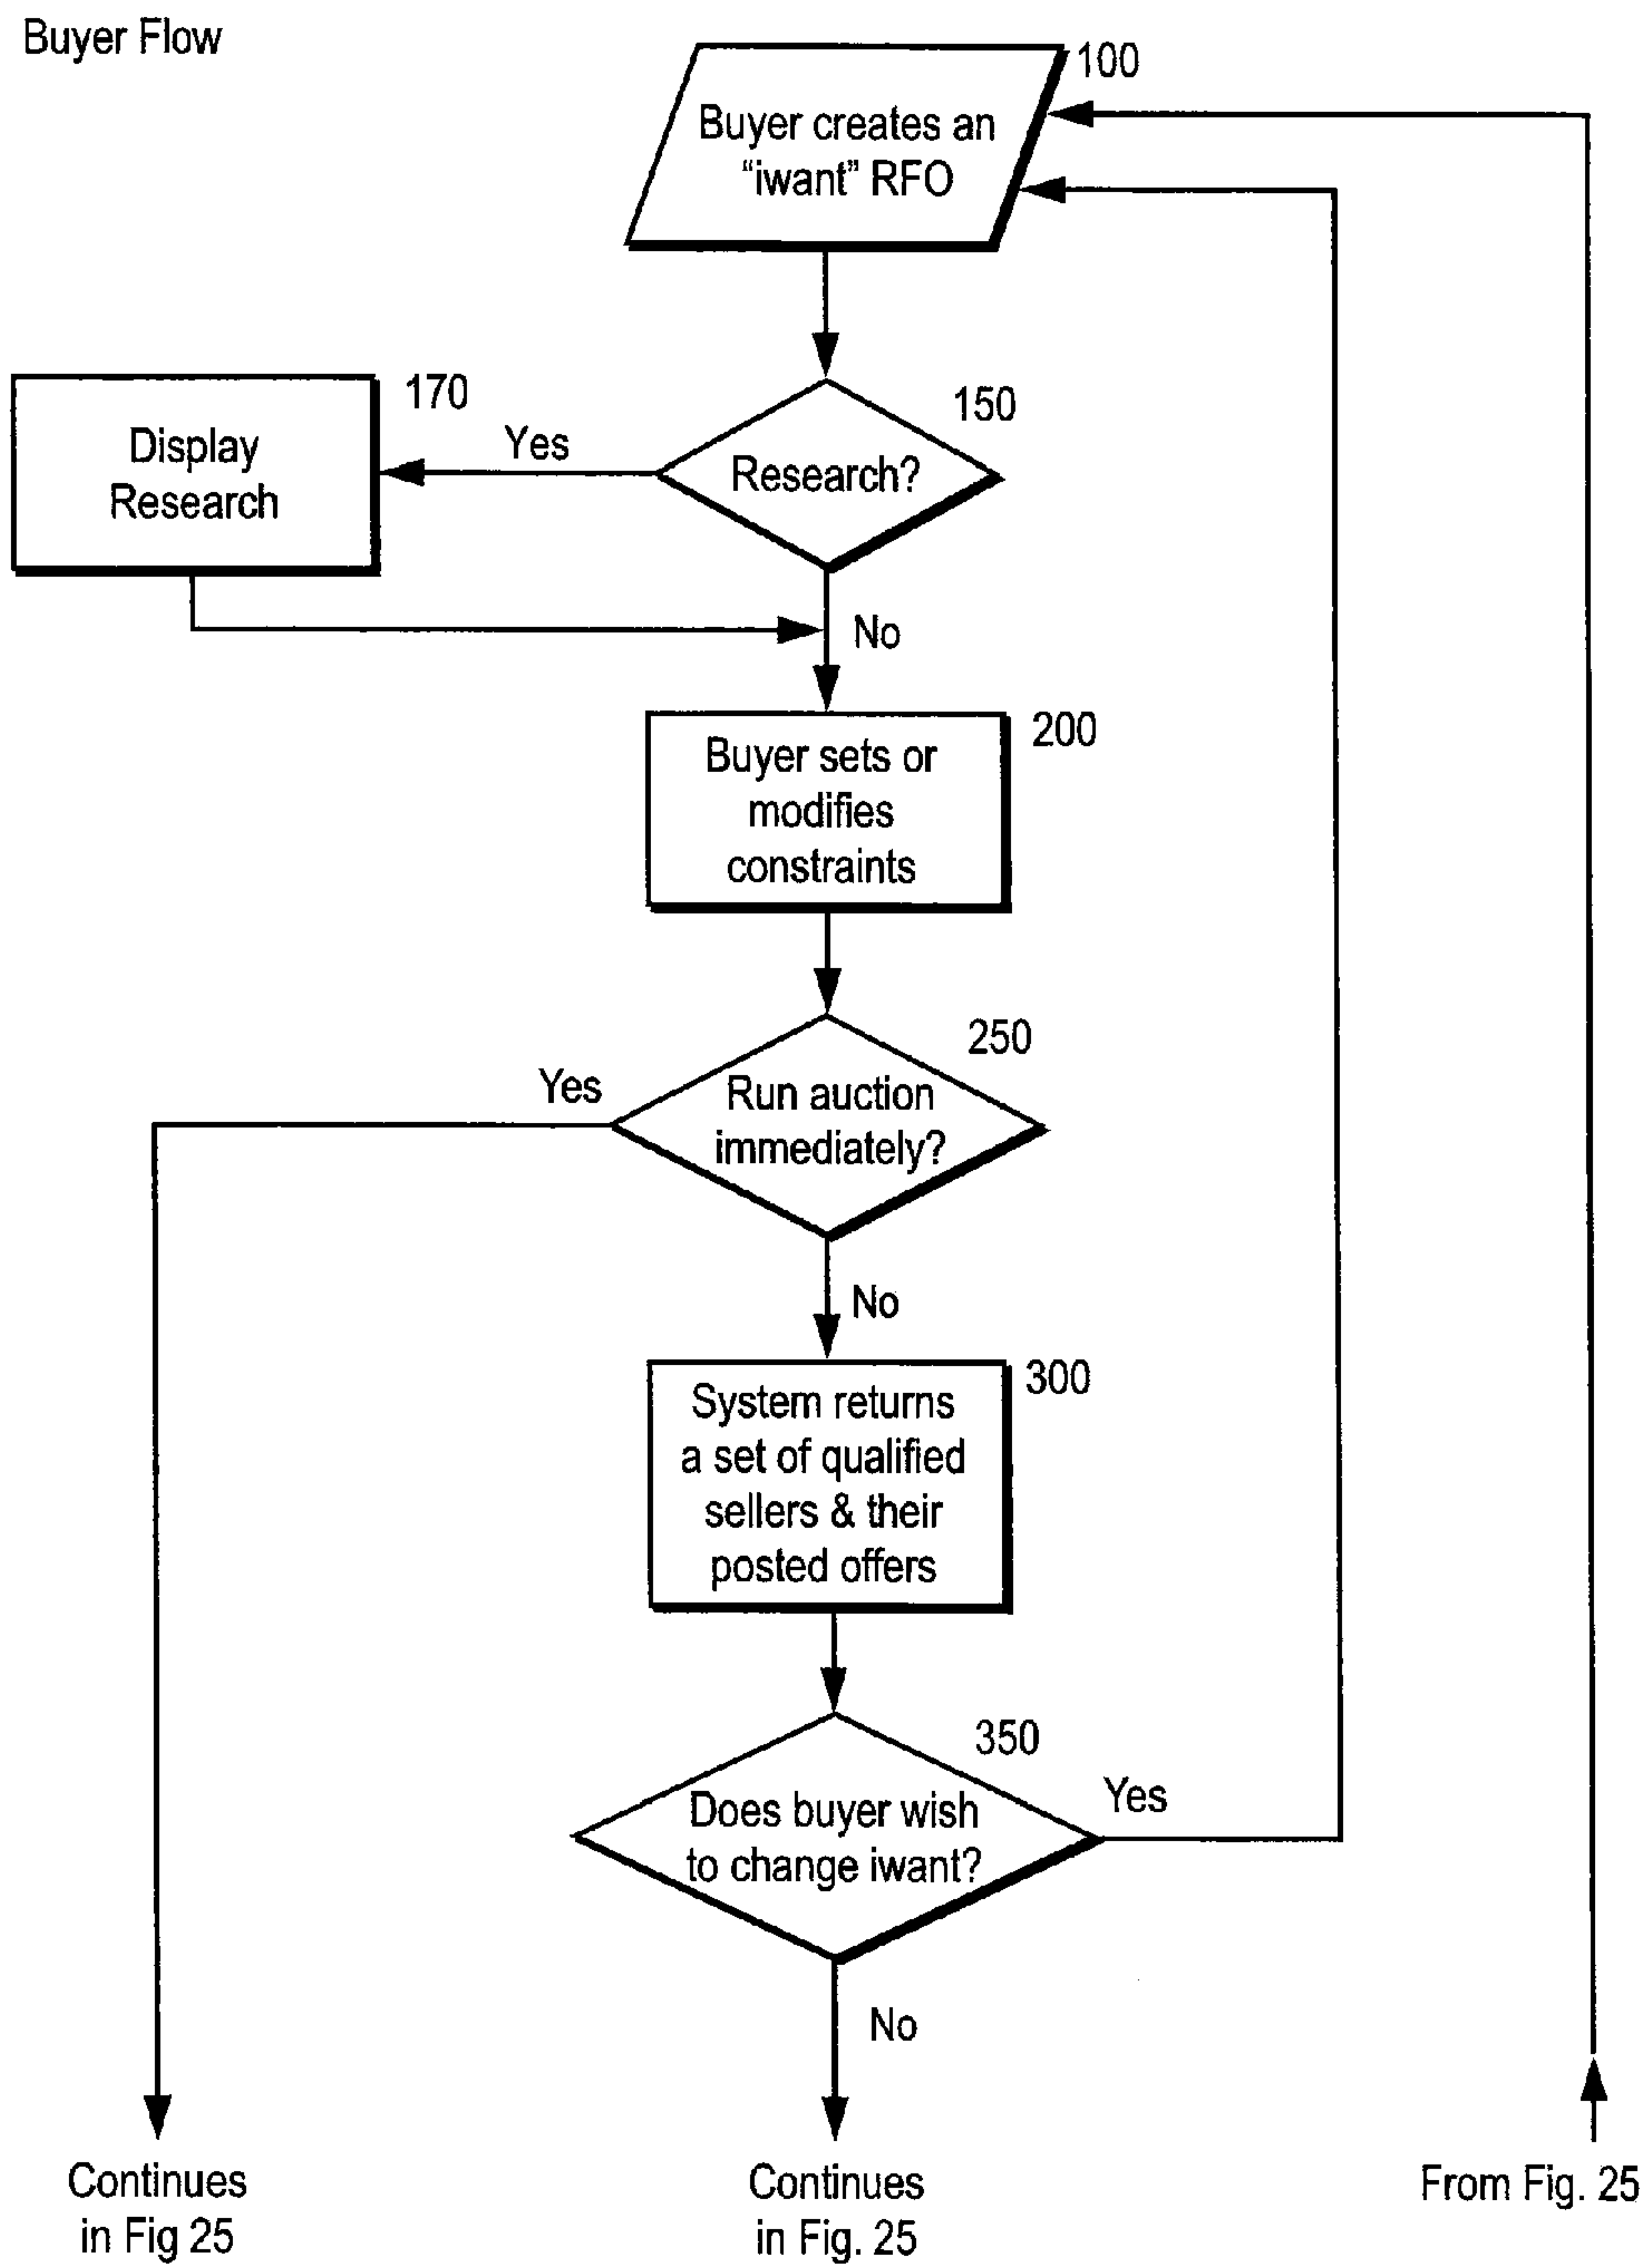 Buyer Flow
100
Buyer creates an
“iwant” RFO
170
Display
Research
Yes
150
Research?
No
200
Buyer sets or
modifies
constraints
250
Yes
Run auction
immediately?
No
300
System returns
a set of qualified
sellers & their
posted offers
350
Does buyer wish
to change iwant?
Yes
No
Continues
in Fig 25
Continues
in Fig. 25
From Fig. 25